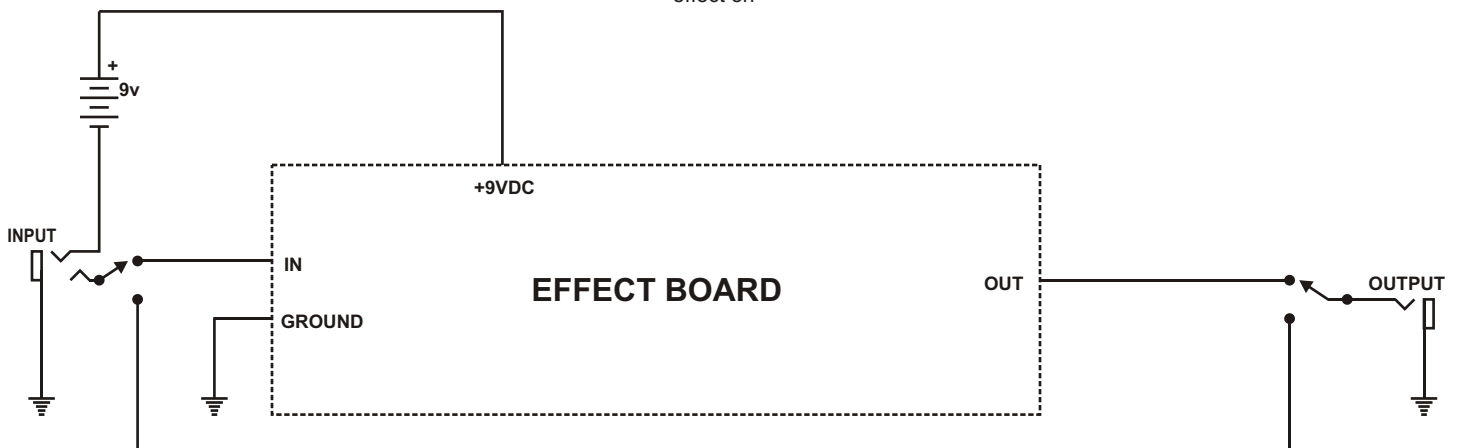 +
9v
+9VDC
INPUT
IN
EFFECT BOARD
OUT
OUTPUT
GROUND